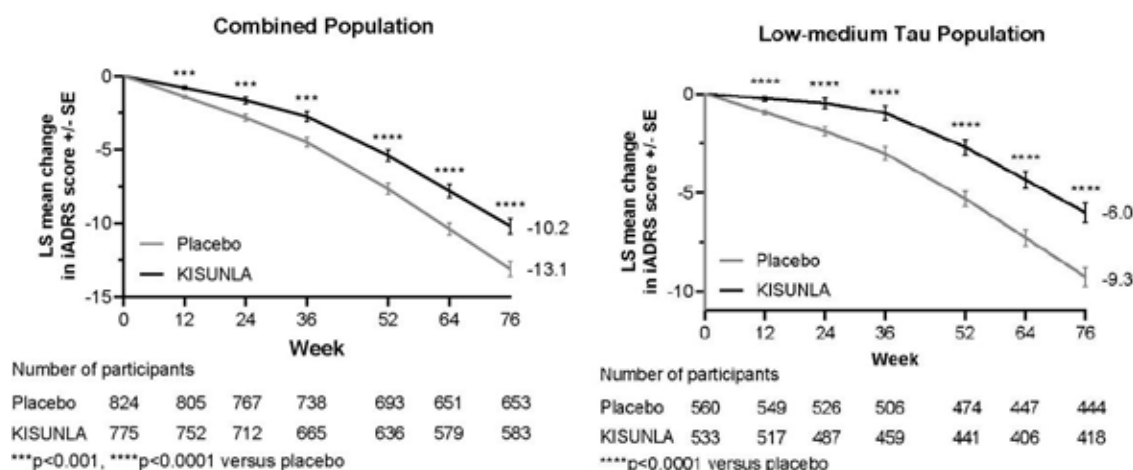 Combined Population
*** *** *** **** **** ****
0
-5
-10
-15
LS mean change
in iADRS score +/- SE
-10.2
-13.1
Placebo
KISUNLA
0 12 24 36 52 64 76
Week
Number of participants
Placebo 824 805 767 738 693 651 653
KISUNLA 775 752 712 665 636 579 583
***p<0.001, ****p<0.0001 versus placebo
Low-medium Tau Population
**** **** **** **** **** ****
0
-5
-10
LS mean change
in iADRS score +/- SE
-6.0
-9.3
Placebo
KISUNLA
0 12 24 36 52 64 76
Week
Number of participants
Placebo 560 549 526 506 474 447 444
KISUNLA 533 517 487 459 441 406 418
****p<0.0001 versus placebo